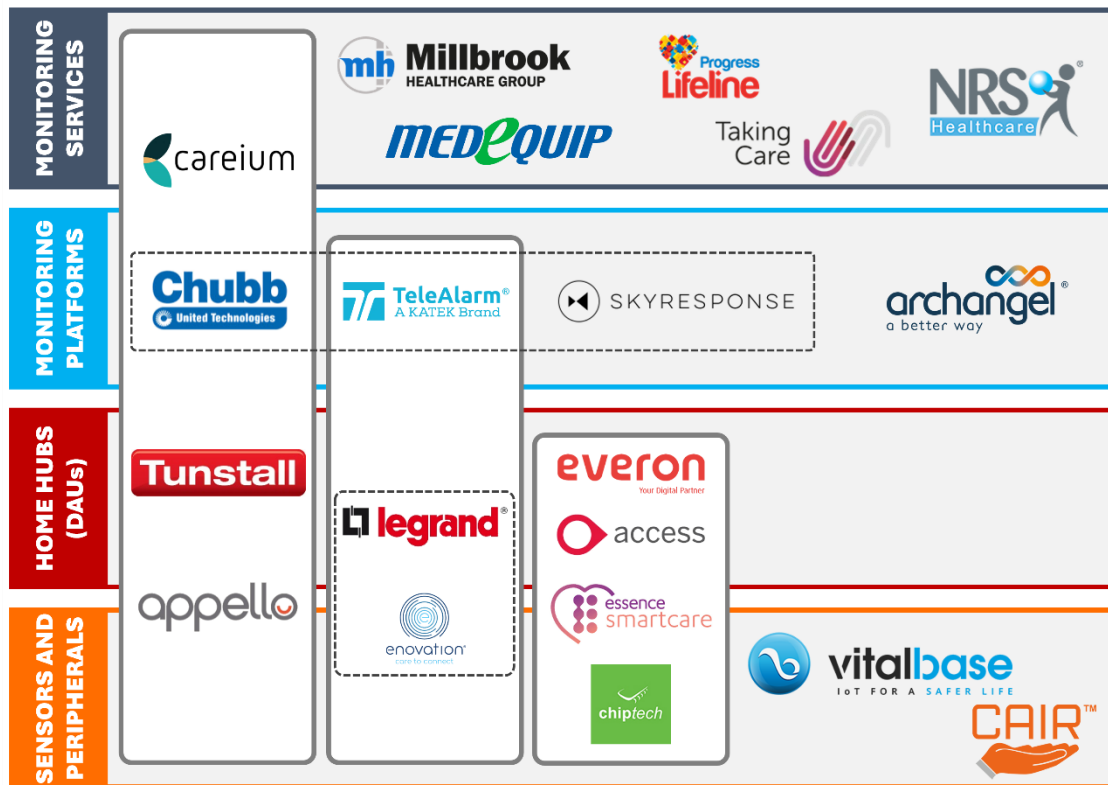 MONITORING
SERVICES
careium
mh Millbrook
HEALTHCARE GROUP
Progress
Lifeline
NRS®
Healthcare
MEDEQUIP
Taking
Care
MONITORING
PLATFORMS
Chubb
United Technologies
TeleAlarm®
A KATEK Brand
SKYRESPONSE
archangel®
a better way
HOME HUBS
(DAUs)
Tunstall
appello
legrand®
enovation®
care to connect
everon
Your Digital Partner
access
essence
smartcare
chiptech
SENSORS AND
PERIPHERALS
vitalbase
IoT FOR A SAFER LIFE
CAIR™